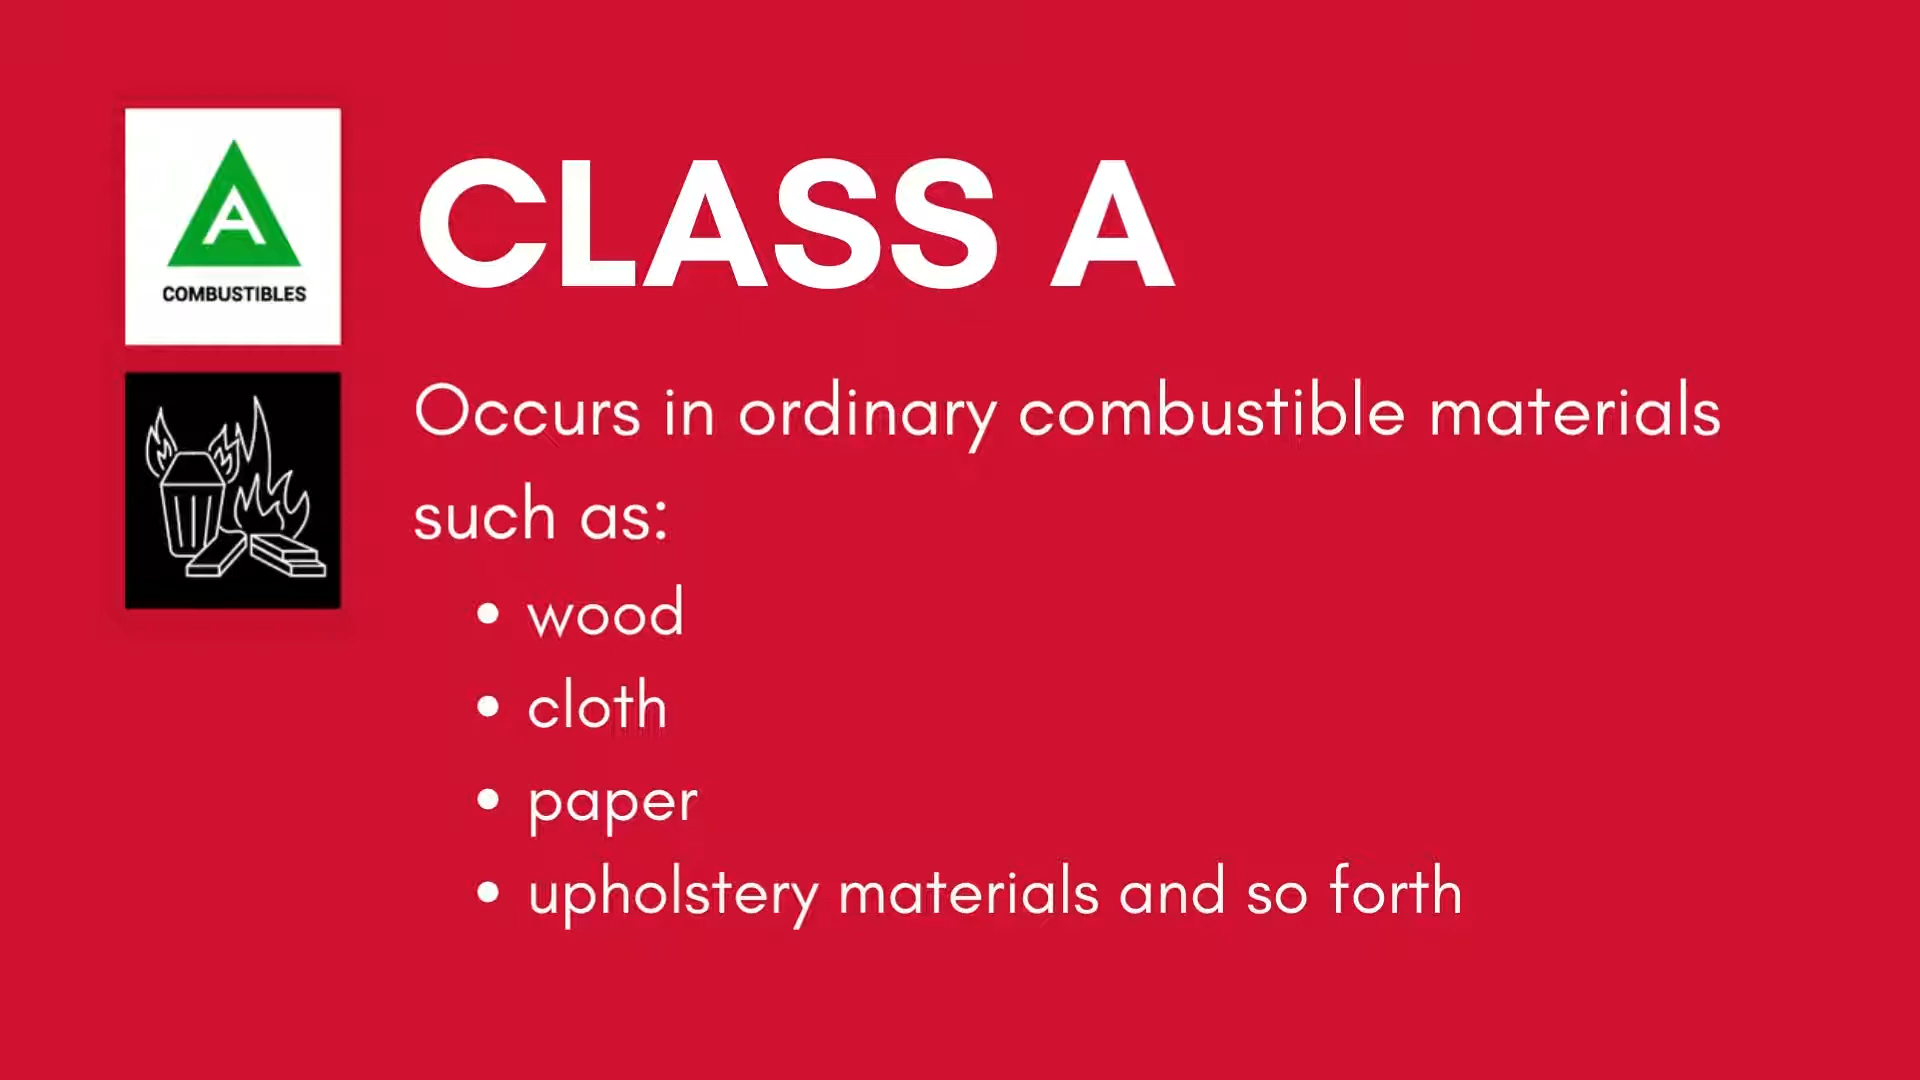 A
COMBUSTIBLES
CLASS A
Occurs in ordinary combustible materials
such as:
• wood
• cloth
• paper
• upholstery materials and so forth